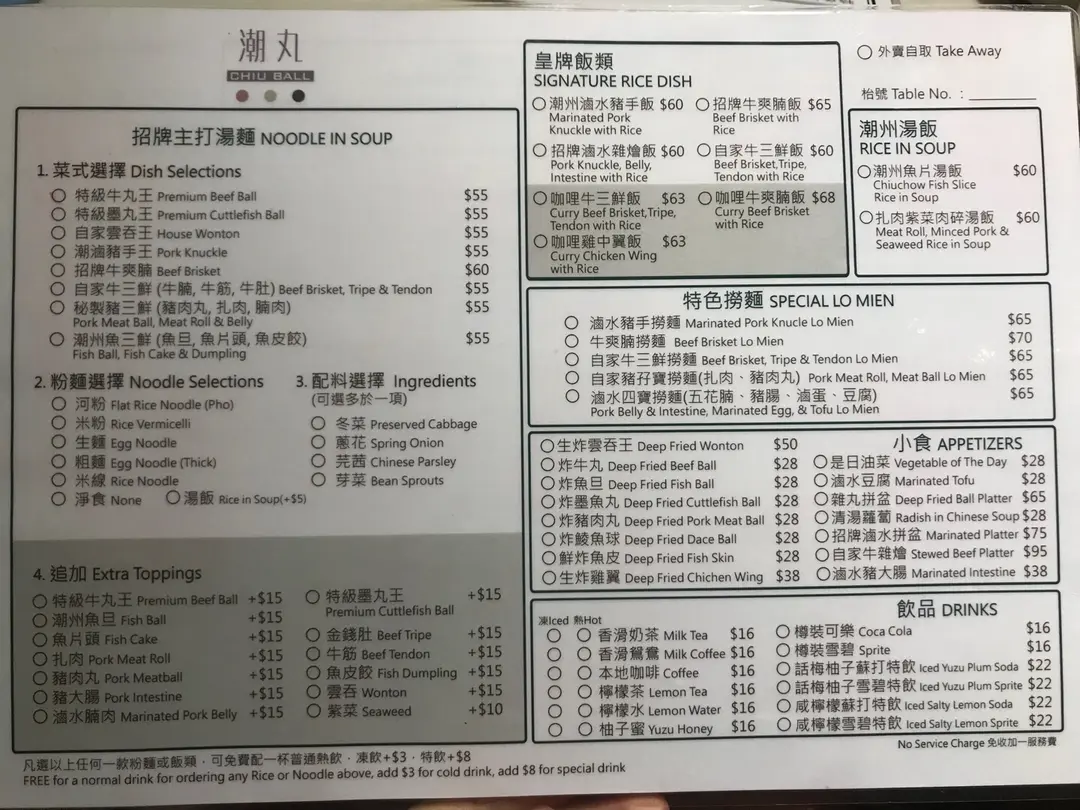 潮丸
CHIU BALL
招牌主打湯麵 NOODLE IN SOUP
1. 菜式選擇 Dish Selections
特級牛丸王 Premium Beef Ball $55
特級墨丸王 Premium Cuttlefish Ball $55
自家雲吞王 House Wonton $55
潮滷豬手王 Pork Knuckle $55
招牌牛爽腩 Beef Brisket $60
自家牛三鮮 (牛腩, 牛筋, 牛肚) Beef Brisket, Tripe & Tendon $55
秘製豬三鮮 (豬肉丸, 扎肉, 腩肉) $55
Pork Meat Ball, Meat Roll & Belly
潮州魚三鮮 (魚旦, 魚片頭, 魚皮餃) $55
Fish Ball, Fish Cake & Dumpling
2. 粉麵選擇 Noodle Selections
河粉 Flat Rice Noodle (Pho)
米粉 Rice Vermicelli
生麵 Egg Noodle
粗麵 Egg Noodle (Thick)
米線 Rice Noodle
淨食 None 湯飯 Rice in Soup(+$5)
3. 配料選擇 Ingredients
(可選多於一項)
冬菜 Preserved Cabbage
蔥花 Spring Onion
芫茜 Chinese Parsley
芽菜 Bean Sprouts
4. 追加 Extra Toppings
特級牛丸王 Premium Beef Ball +$15
潮州魚旦 Fish Ball +$15
魚片頭 Fish Cake +$15
扎肉 Pork Meat Roll +$15
豬肉丸 Pork Meatball +$15
豬大腸 Pork Intestine +$15
滷水腩肉 Marinated Pork Belly +$15
特級墨丸王 +$15
Premium Cuttlefish Ball
金錢肚 Beef Tripe +$15
牛筋 Beef Tendon +$15
魚皮餃 Fish Dumpling +$15
雲吞 Wonton +$15
紫菜 Seaweed +$10
凡選以上任何一款粉麵或飯類，可免費配一杯普通熱飲，凍飲+$3，特飲+$8
FREE for a normal drink for ordering any Rice or Noodle above, add $3 for cold drink, add $8 for special drink
皇牌飯類
SIGNATURE RICE DISH
潮州滷水豬手飯 $60
Marinated Pork
Knuckle with Rice
招牌牛爽腩飯 $65
Beef Brisket with
Rice
招牌滷水雜燴飯 $60
Pork Knuckle, Belly,
Intestine with Rice
自家牛三鮮飯 $60
Beef Brisket,Tripe,
Tendon with Rice
咖哩牛三鮮飯 $63
Curry Beef Brisket,Tripe,
Tendon with Rice
咖哩牛爽腩飯 $68
Curry Beef Brisket
with Rice
咖哩雞中翼飯 $63
Curry Chicken Wing
with Rice
外賣自取 Take Away
枱號 Table No. :
潮州湯飯
RICE IN SOUP
潮州魚片湯飯 $60
Chiuchow Fish Slice
Rice in Soup
扎肉紫菜肉碎湯飯 $60
Meat Roll, Minced Pork &
Seaweed Rice in Soup
特色撈麵 SPECIAL LO MIEN
滷水豬手撈麵 Marinated Pork Knucle Lo Mien $65
牛爽腩撈麵 Beef Brisket Lo Mien $70
自家牛三鮮撈麵 Beef Brisket, Tripe & Tendon Lo Mien $65
自家豬孖寶撈麵(扎肉、豬肉丸) Pork Meat Roll, Meat Ball Lo Mien $65
滷水四寶撈麵(五花腩、豬腸、滷蛋、豆腐) $65
Pork Belly & Intestine, Marinated Egg, & Tofu Lo Mien
小食 APPETIZERS
生炸雲吞王 Deep Fried Wonton $50
炸牛丸 Deep Fried Beef Ball $28
炸魚旦 Deep Fried Fish Ball $28
炸墨魚丸 Deep Fried Cuttlefish Ball $28
炸豬肉丸 Deep Fried Pork Meat Ball $28
炸鯪魚球 Deep Fried Dace Ball $28
鮮炸魚皮 Deep Fried Fish Skin $28
生炸雞翼 Deep Fried Chichen Wing $38
是日油菜 Vegetable of The Day $28
滷水豆腐 Marinated Tofu $28
雜丸拼盆 Deep Fried Ball Platter $65
清湯蘿蔔 Radish in Chinese Soup $28
招牌滷水拼盆 Marinated Platter $75
自家牛雜燴 Stewed Beef Platter $95
滷水豬大腸 Marinated Intestine $38
飲品 DRINKS
凍Iced 熱Hot
香滑奶茶 Milk Tea $16
香滑鴛鴦 Milk Coffee $16
本地咖啡 Coffee $16
檸檬茶 Lemon Tea $16
檸檬水 Lemon Water $16
柚子蜜 Yuzu Honey $16
樽裝可樂 Coca Cola $16
樽裝雪碧 Sprite $16
話梅柚子蘇打特飲 Iced Yuzu Plum Soda $22
話梅柚子雪碧特飲 Iced Yuzu Plum Sprite $22
咸檸檬蘇打特飲 Iced Salty Lemon Soda $22
咸檸檬雪碧特飲 Iced Salty Lemon Sprite $22
No Service Charge 免收加一服務費